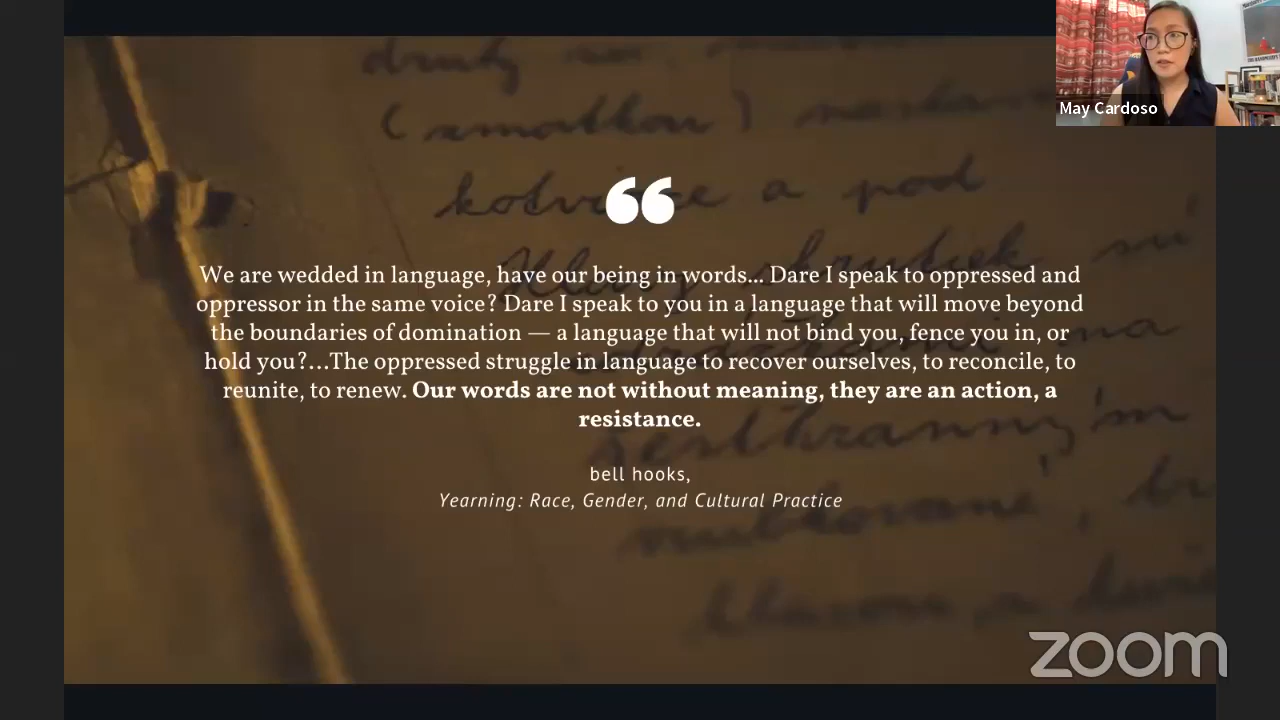 May Cardoso
“
We are wedded in language, have our being in words... Dare I speak to oppressed and
oppressor in the same voice? Dare I speak to you in a language that will move beyond
the boundaries of domination — a language that will not bind you, fence you in, or
hold you?...The oppressed struggle in language to recover ourselves, to reconcile, to
reunite, to renew. Our words are not without meaning, they are an action, a
resistance.
bell hooks,
Yearning: Race, Gender, and Cultural Practice
a pod
zoom